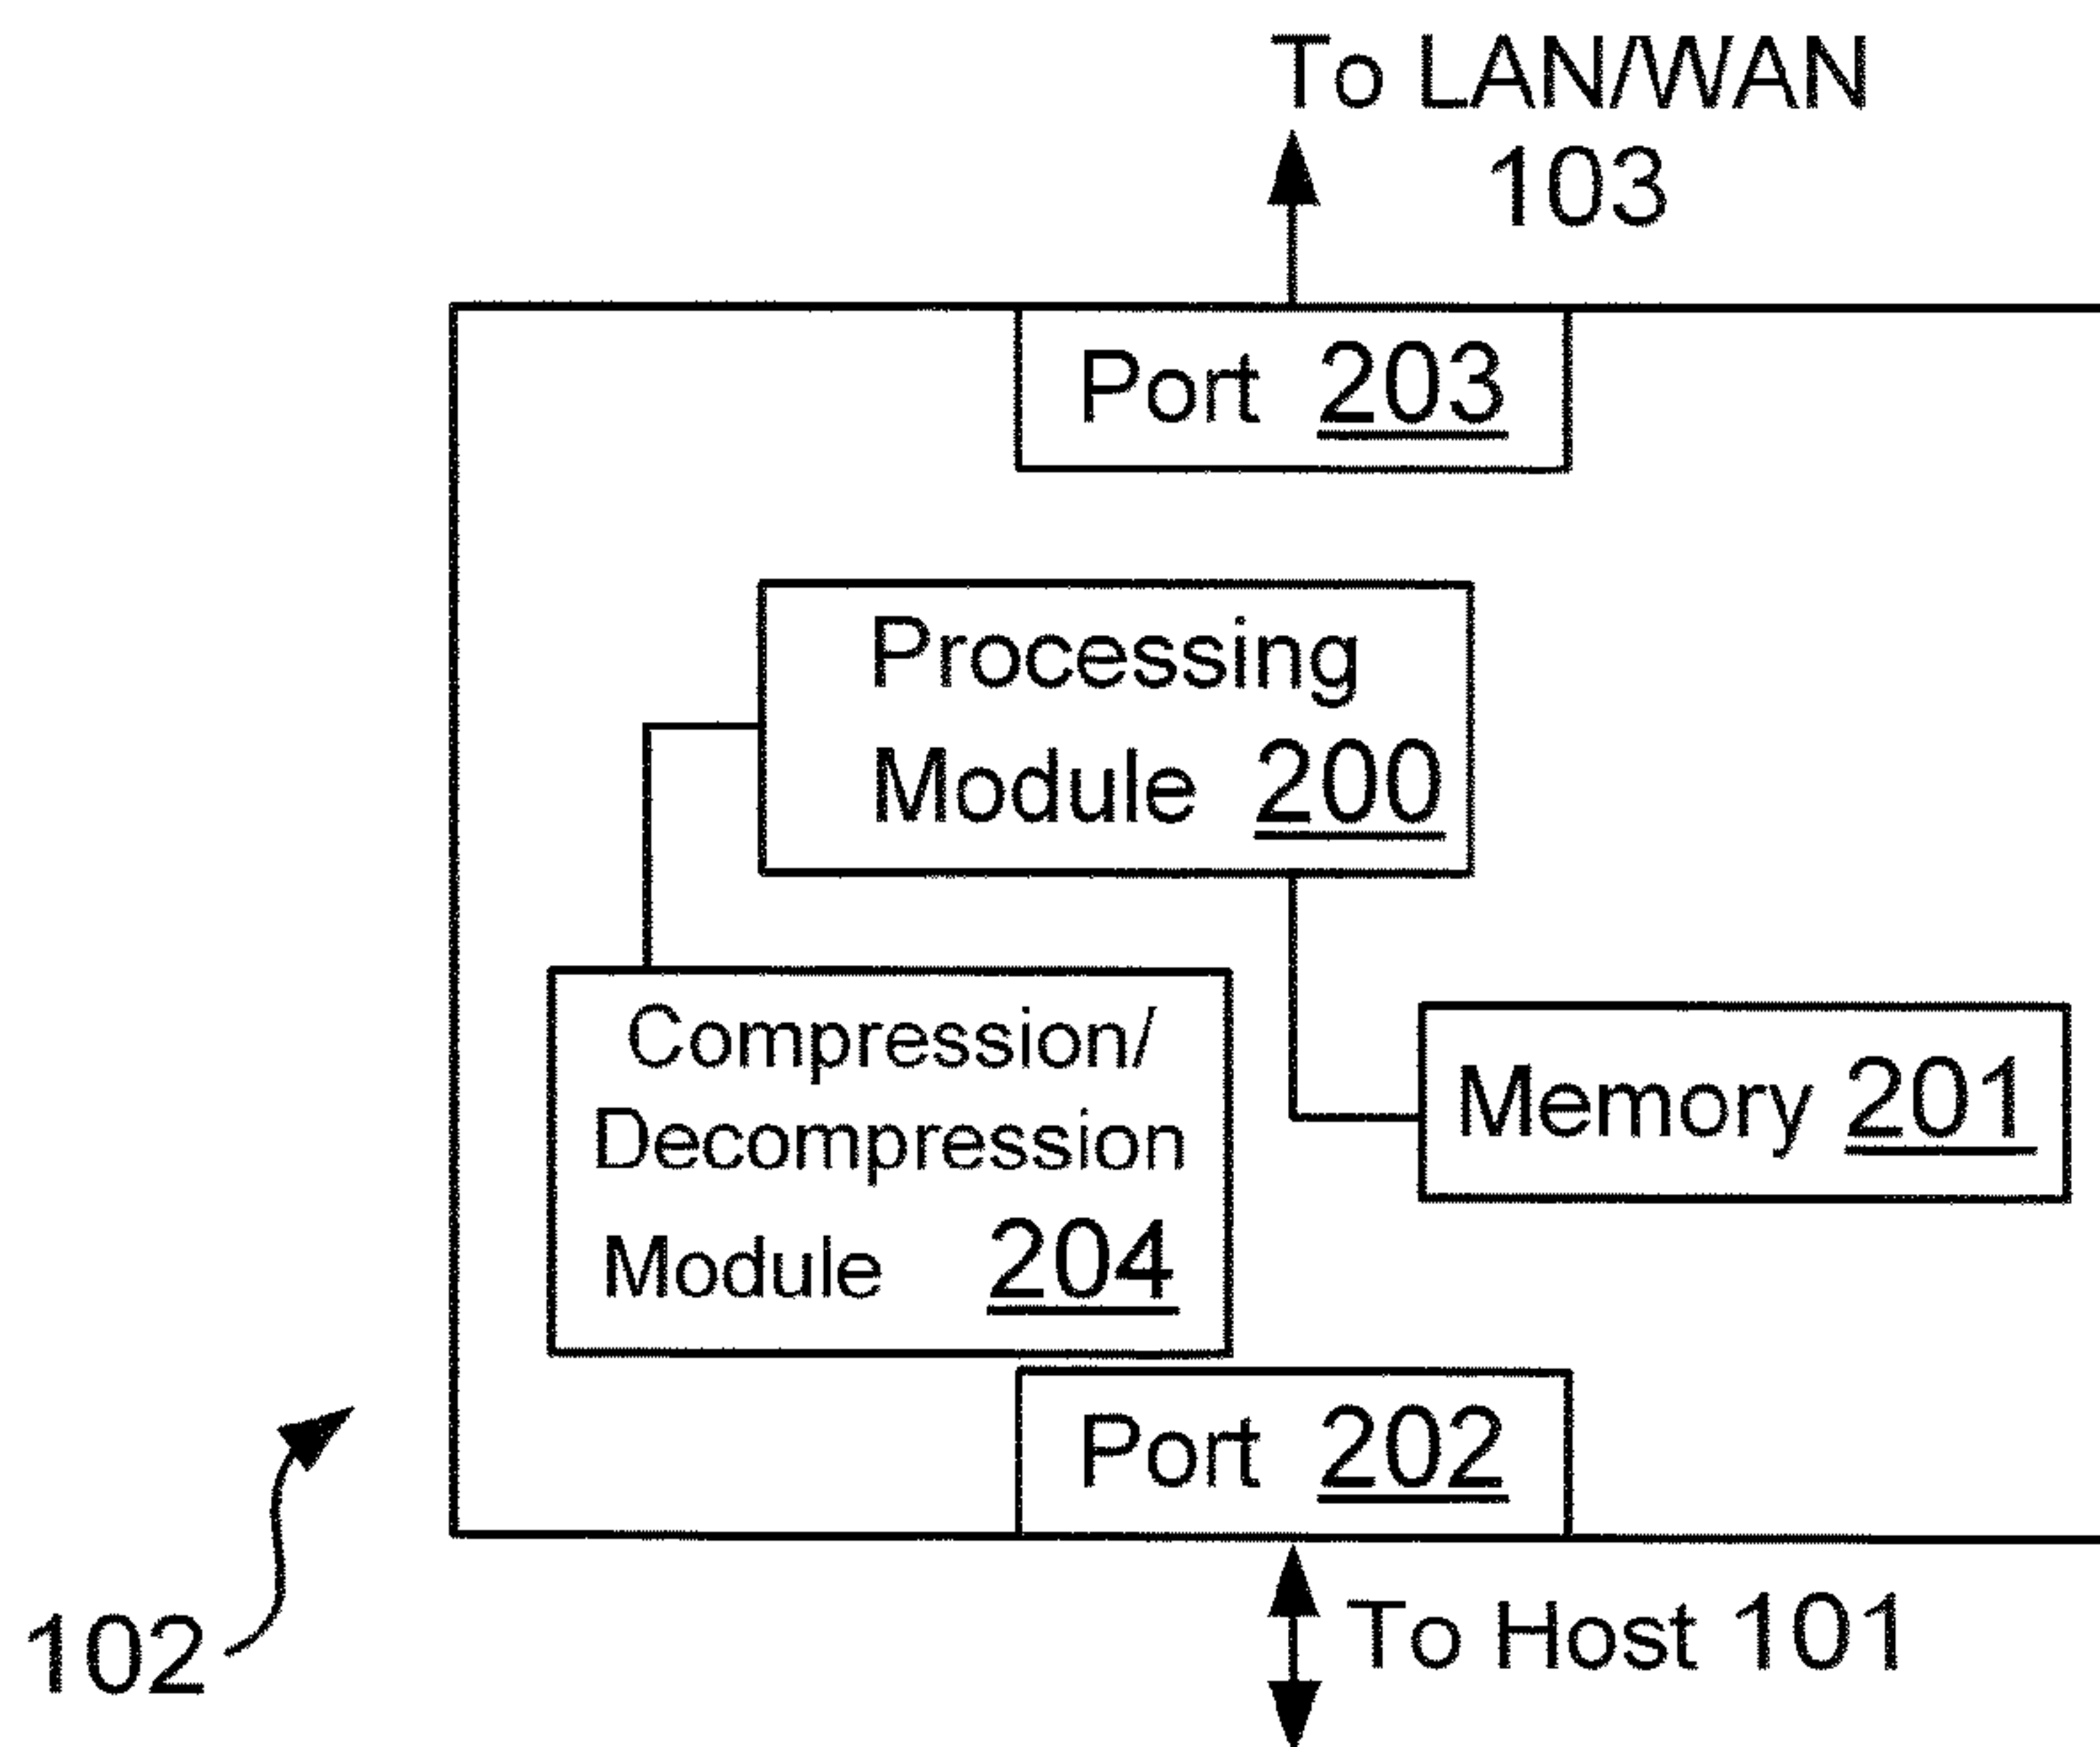 To LAN/WAN
103
Port 203
Processing
Module 200
Compression/
Decompression
Module 204
Memory 201
Port 202
102
To Host 101